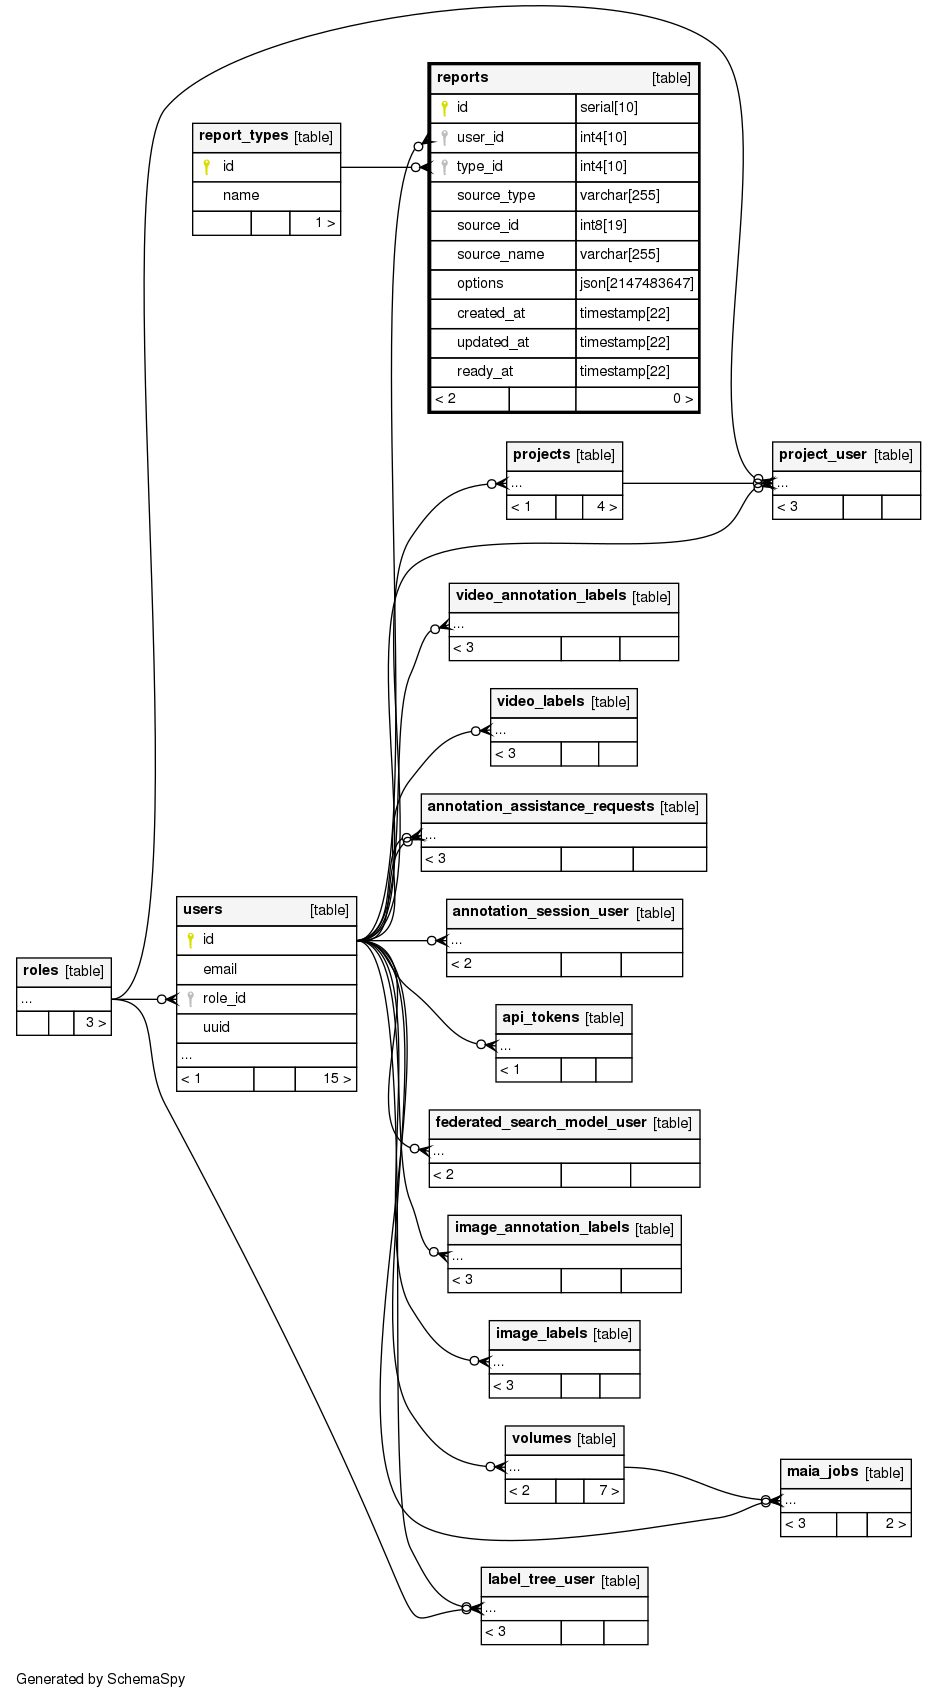 reports [table]
id serial[10]
user_id int4[10]
type_id int4[10]
source_type varchar[255]
source_id int8[19]
source_name varchar[255]
options json[2147483647]
created_at timestamp[22]
updated_at timestamp[22]
ready_at timestamp[22]
< 2 0 >
report_types [table]
id
name
1 >
projects [table]
...
< 1 4 >
project_user [table]
...
< 3
video_annotation_labels [table]
...
< 3
video_labels [table]
...
< 3
annotation_assistance_requests [table]
...
< 3
users [table]
id
email
role_id
uuid
...
< 1 15 >
roles [table]
...
3 >
annotation_session_user [table]
...
< 2
api_tokens [table]
...
< 1
federated_search_model_user [table]
...
< 2
image_annotation_labels [table]
...
< 3
image_labels [table]
...
< 3
volumes [table]
...
< 2 7 >
maia_jobs [table]
...
< 3 2 >
label_tree_user [table]
...
< 3
Generated by SchemaSpy